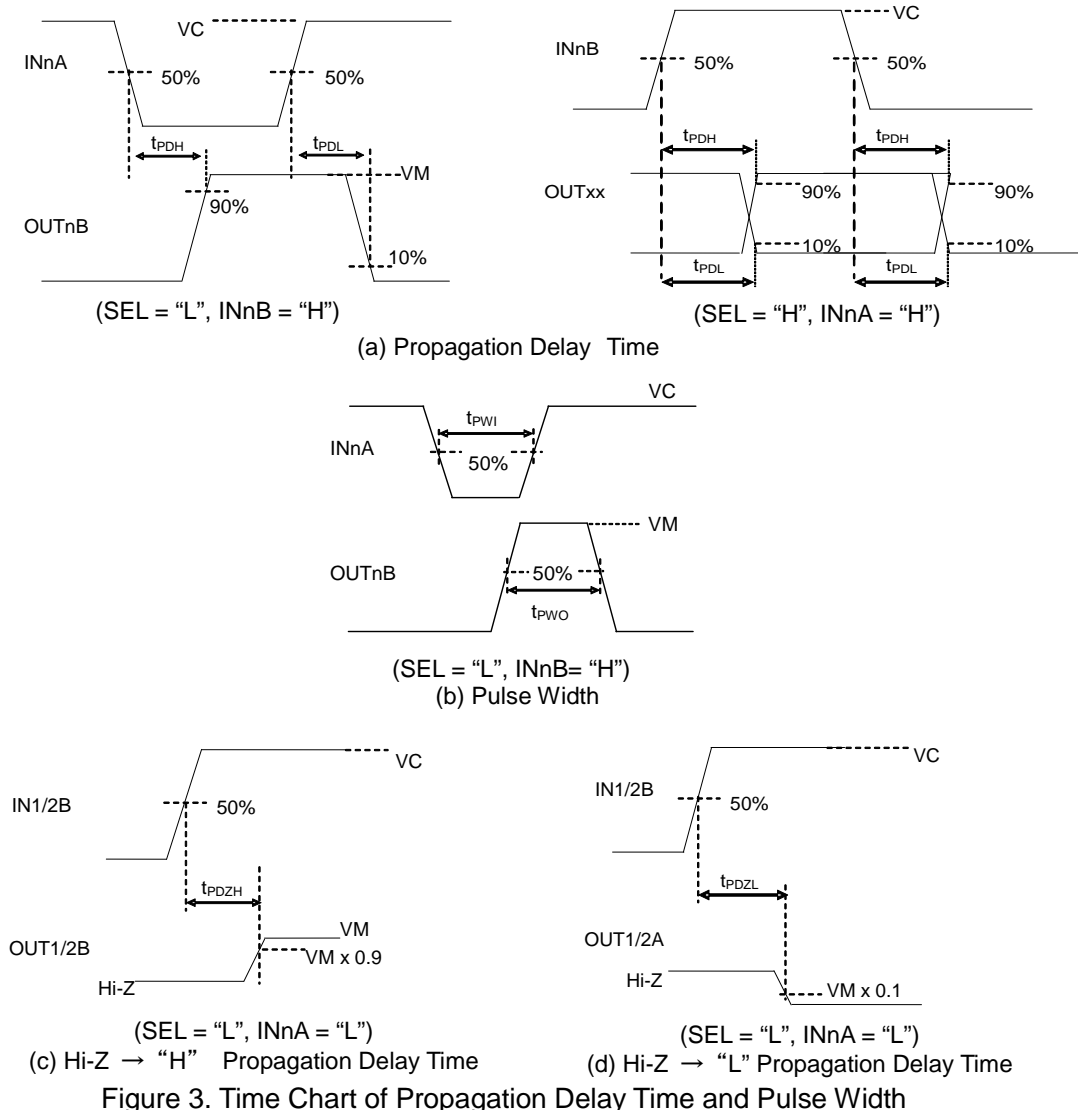 VC
INnA
50%
50%
tPDH
tPDL
VM
90%
OUTnB
10%
(SEL = “L”, INnB = “H”)
VC
INnB
50%
50%
tPDH
tPDH
OUTxx
90%
90%
10%
10%
tPDL
tPDL
(SEL = “H”, INnA = “H”)
(a) Propagation Delay Time
VC
tPWI
INnA
50%
VM
OUTnB
50%
tPWO
(SEL = “L”, INnB= “H”)
(b) Pulse Width
VC
IN1/2B
50%
tPDZH
VM
OUT1/2B
VM x 0.9
Hi-Z
(SEL = “L”, INnA = “L”)
(c) Hi-Z → “H” Propagation Delay Time
VC
IN1/2B
50%
tPDZL
OUT1/2A
Hi-Z
VM x 0.1
(SEL = “L”, INnA = “L”)
(d) Hi-Z → “L” Propagation Delay Time
Figure 3. Time Chart of Propagation Delay Time and Pulse Width